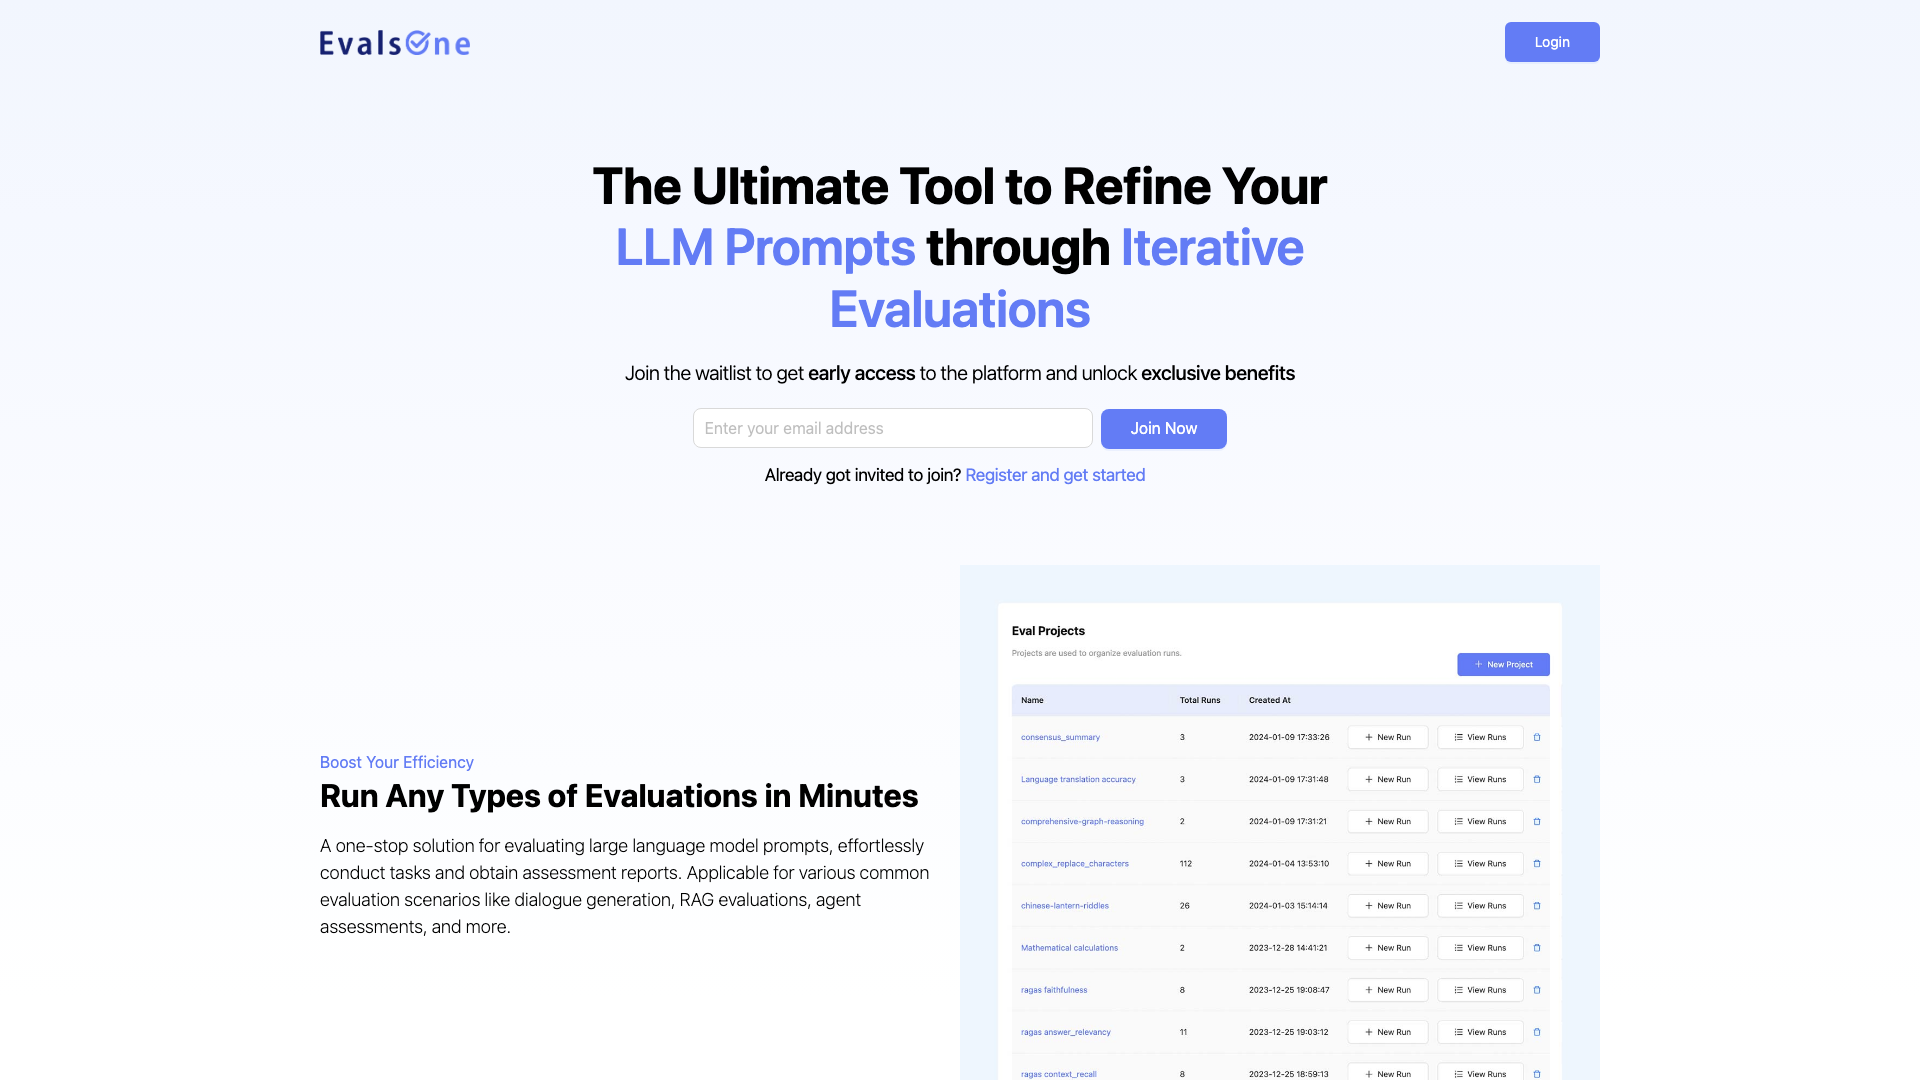 EvalsOne
Login
The Ultimate Tool to Refine Your
LLM Prompts through Iterative
Evaluations
Join the waitlist to get early access to the platform and unlock exclusive benefits
Enter your email address
Join Now
Already got invited to join? Register and get started
Boost Your Efficiency
Run Any Types of Evaluations in Minutes
A one-stop solution for evaluating large language model prompts, effortlessly
conduct tasks and obtain assessment reports. Applicable for various common
evaluation scenarios like dialogue generation, RAG evaluations, agent
assessments, and more.
Eval Projects
Projects are used to organize evaluation runs.
+ New Project
Name Total Runs Created At
consensus_summary 3 2024-01-09 17:33:26 + New Run View Runs
Language translation accuracy 3 2024-01-09 17:31:48 + New Run View Runs
comprehensive-graph-reasoning 2 2024-01-09 17:31:21 + New Run View Runs
complex_replace_characters 112 2024-01-04 13:53:10 + New Run View Runs
chinese-lantern-riddles 26 2024-01-03 15:14:14 + New Run View Runs
Mathematical calculations 2 2023-12-28 14:41:21 + New Run View Runs
ragas faithfulness 8 2023-12-25 19:08:47 + New Run View Runs
ragas answer_relevancy 11 2023-12-25 19:03:12 + New Run View Runs
ragas context_recall 8 2023-12-25 18:59:13 + New Run View Runs